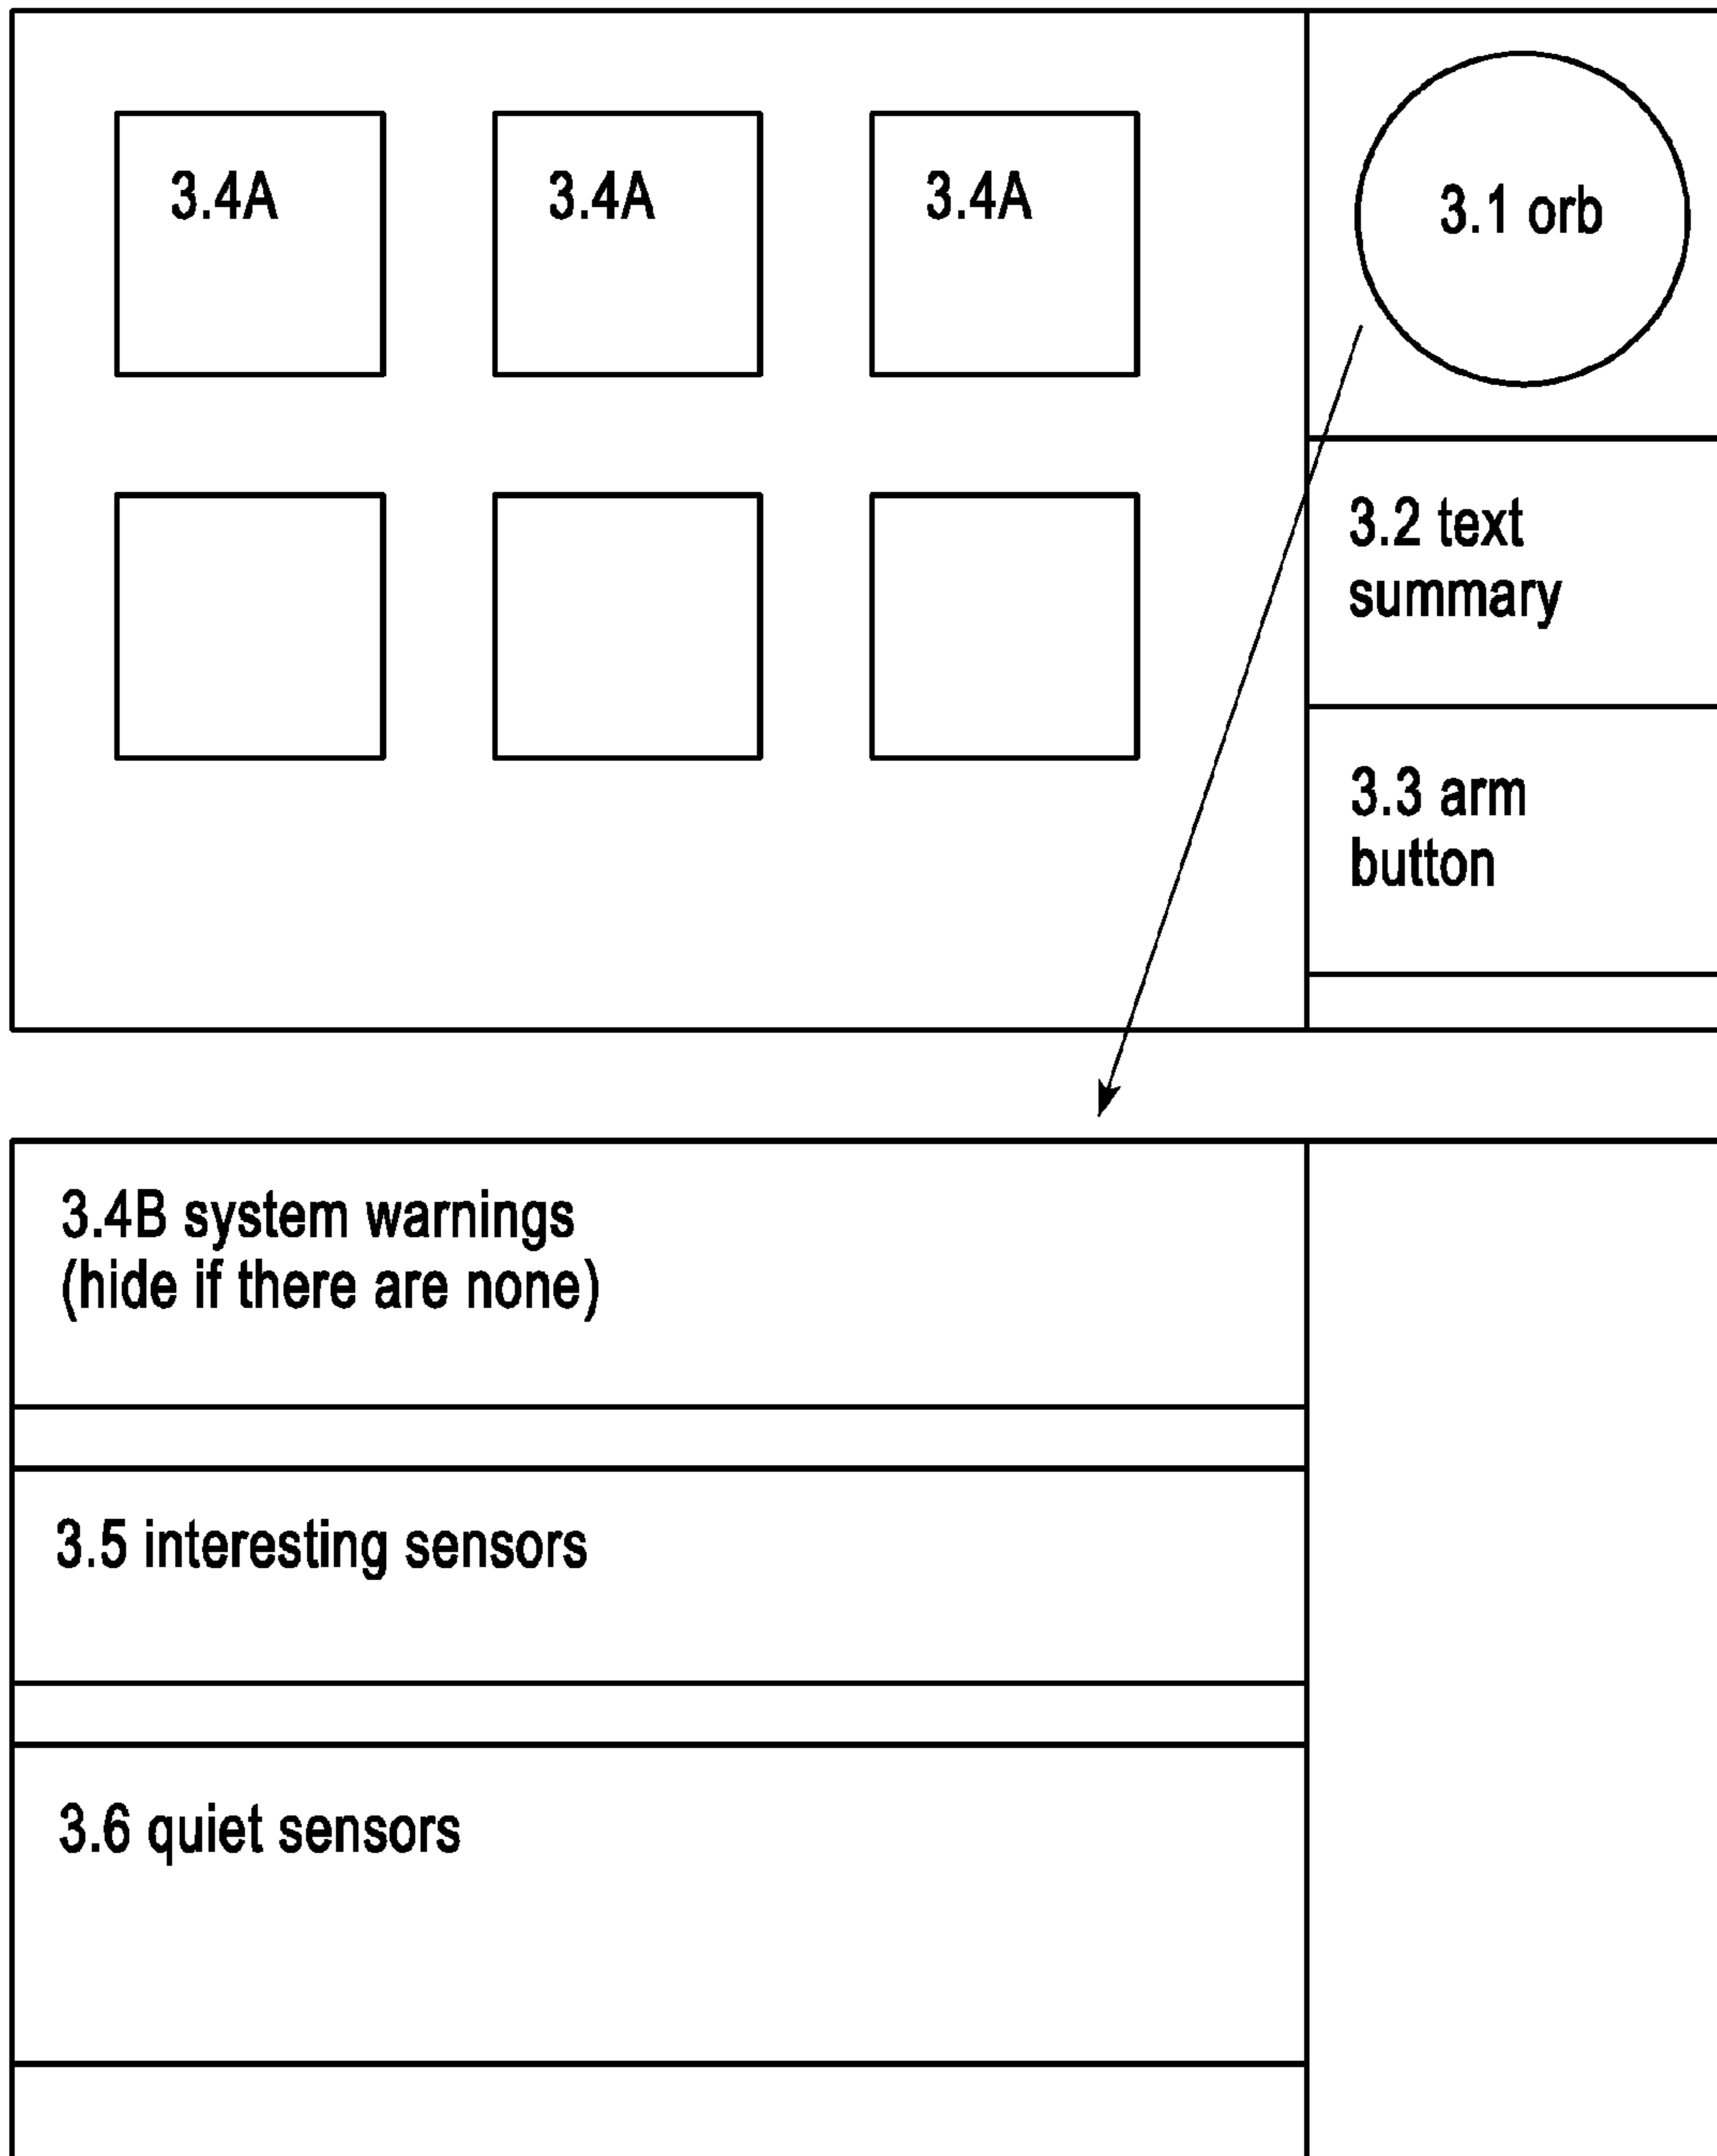 3.4A
3.4A
3.4A
3.1 orb
3.2 text
summary
3.3 arm
button
3.4B system warnings
(hide if there are none)
3.5 interesting sensors
3.6 quiet sensors